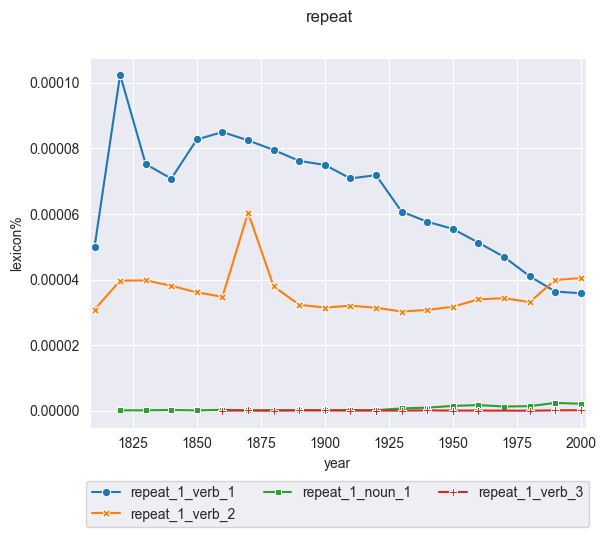 repeat
0.00010
0.00008
0.00006
0.00004
0.00002
0.00000
lexicon%
1825 1850 1875 1900 1925 1950 1975 2000
year
repeat_1_verb_1 repeat_1_noun_1 repeat_1_verb_3
repeat_1_verb_2